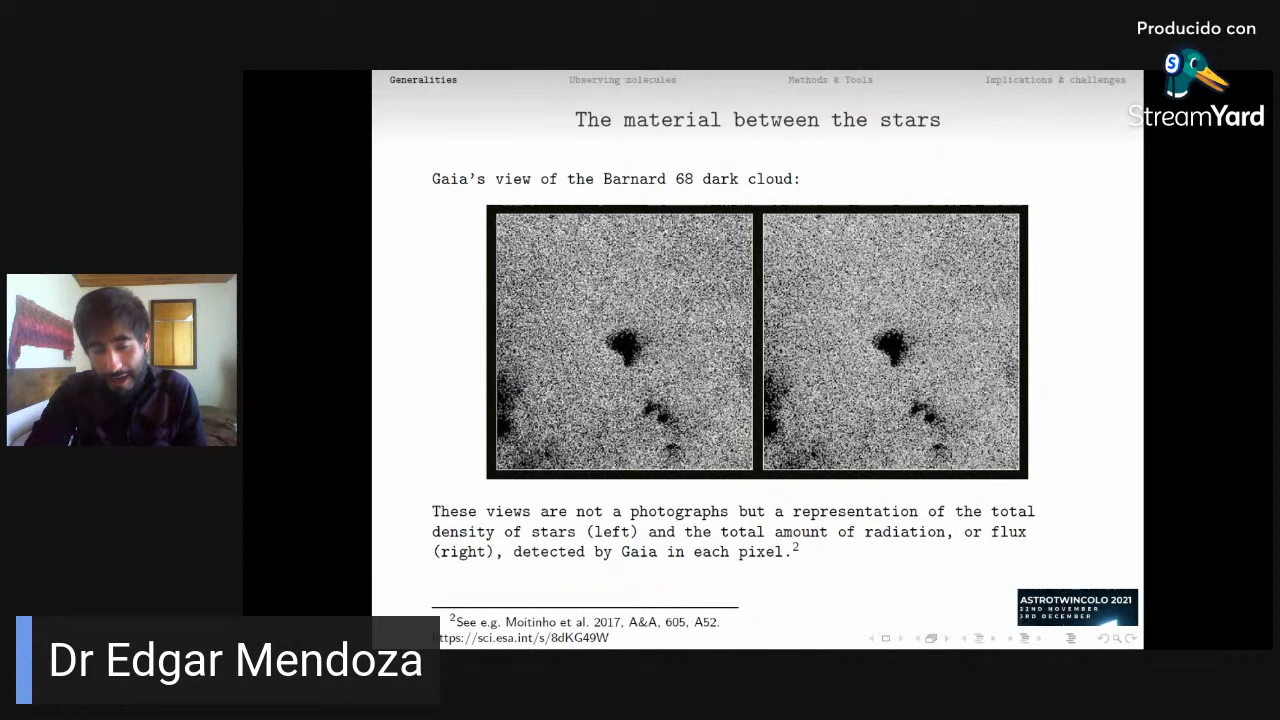 Producido con
StreamYard
Generalities
Observing molecules
Methods & Tools
Implications & challenges
The material between the stars
Gaia's view of the Barnard 68 dark cloud:
These views are not a photographs but a representation of the total
density of stars (left) and the total amount of radiation, or flux
(right), detected by Gaia in each pixel.2
2See e.g. Moitinho et al. 2017, A&A, 605, A52.
https://sci.esa.int/s/8dKG49W
ASTROTWINCOLO 2021
22ND NOVEMBER
3RD DECEMBER
Dr Edgar Mendoza